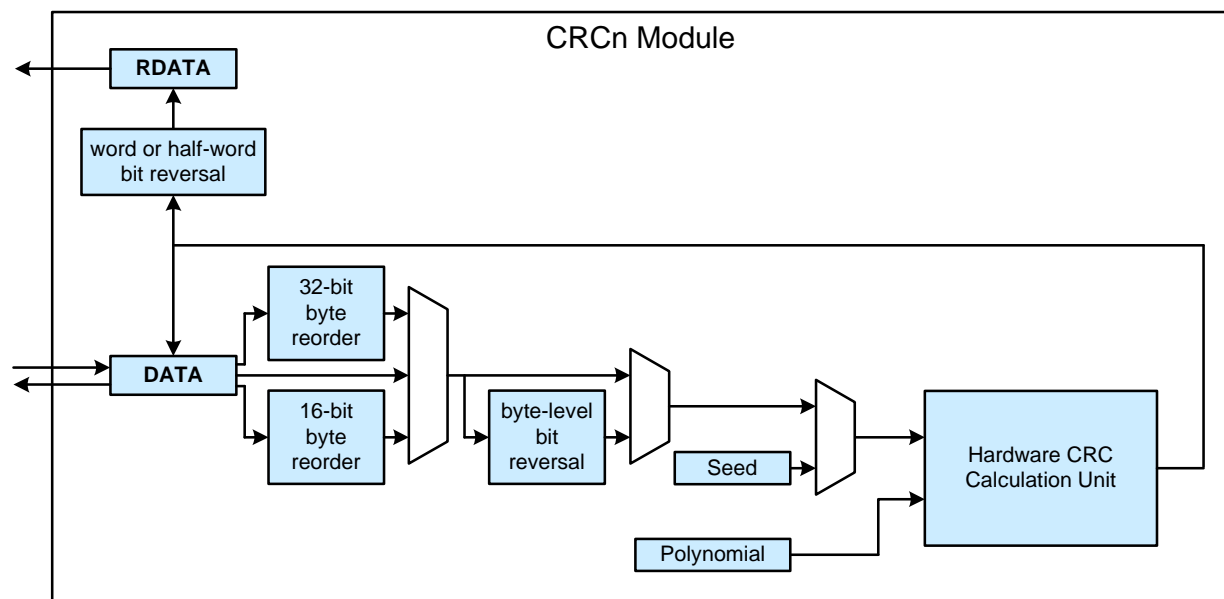 CRCn Module
RDATA
word or half-word
bit reversal
32-bit
byte
reorder
DATA
16-bit
byte
reorder
byte-level
bit
reversal
Seed
Hardware CRC
Calculation Unit
Polynomial